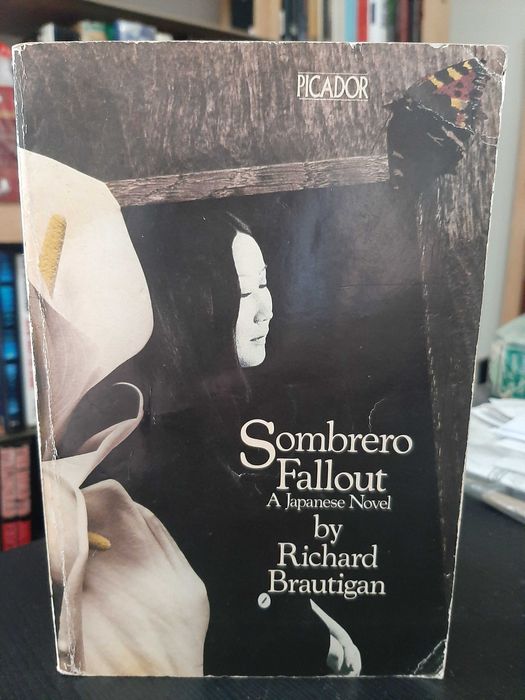 PICADOR
Sombrero
Fallout
A Japanese Novel
by
Richard
Brautigan